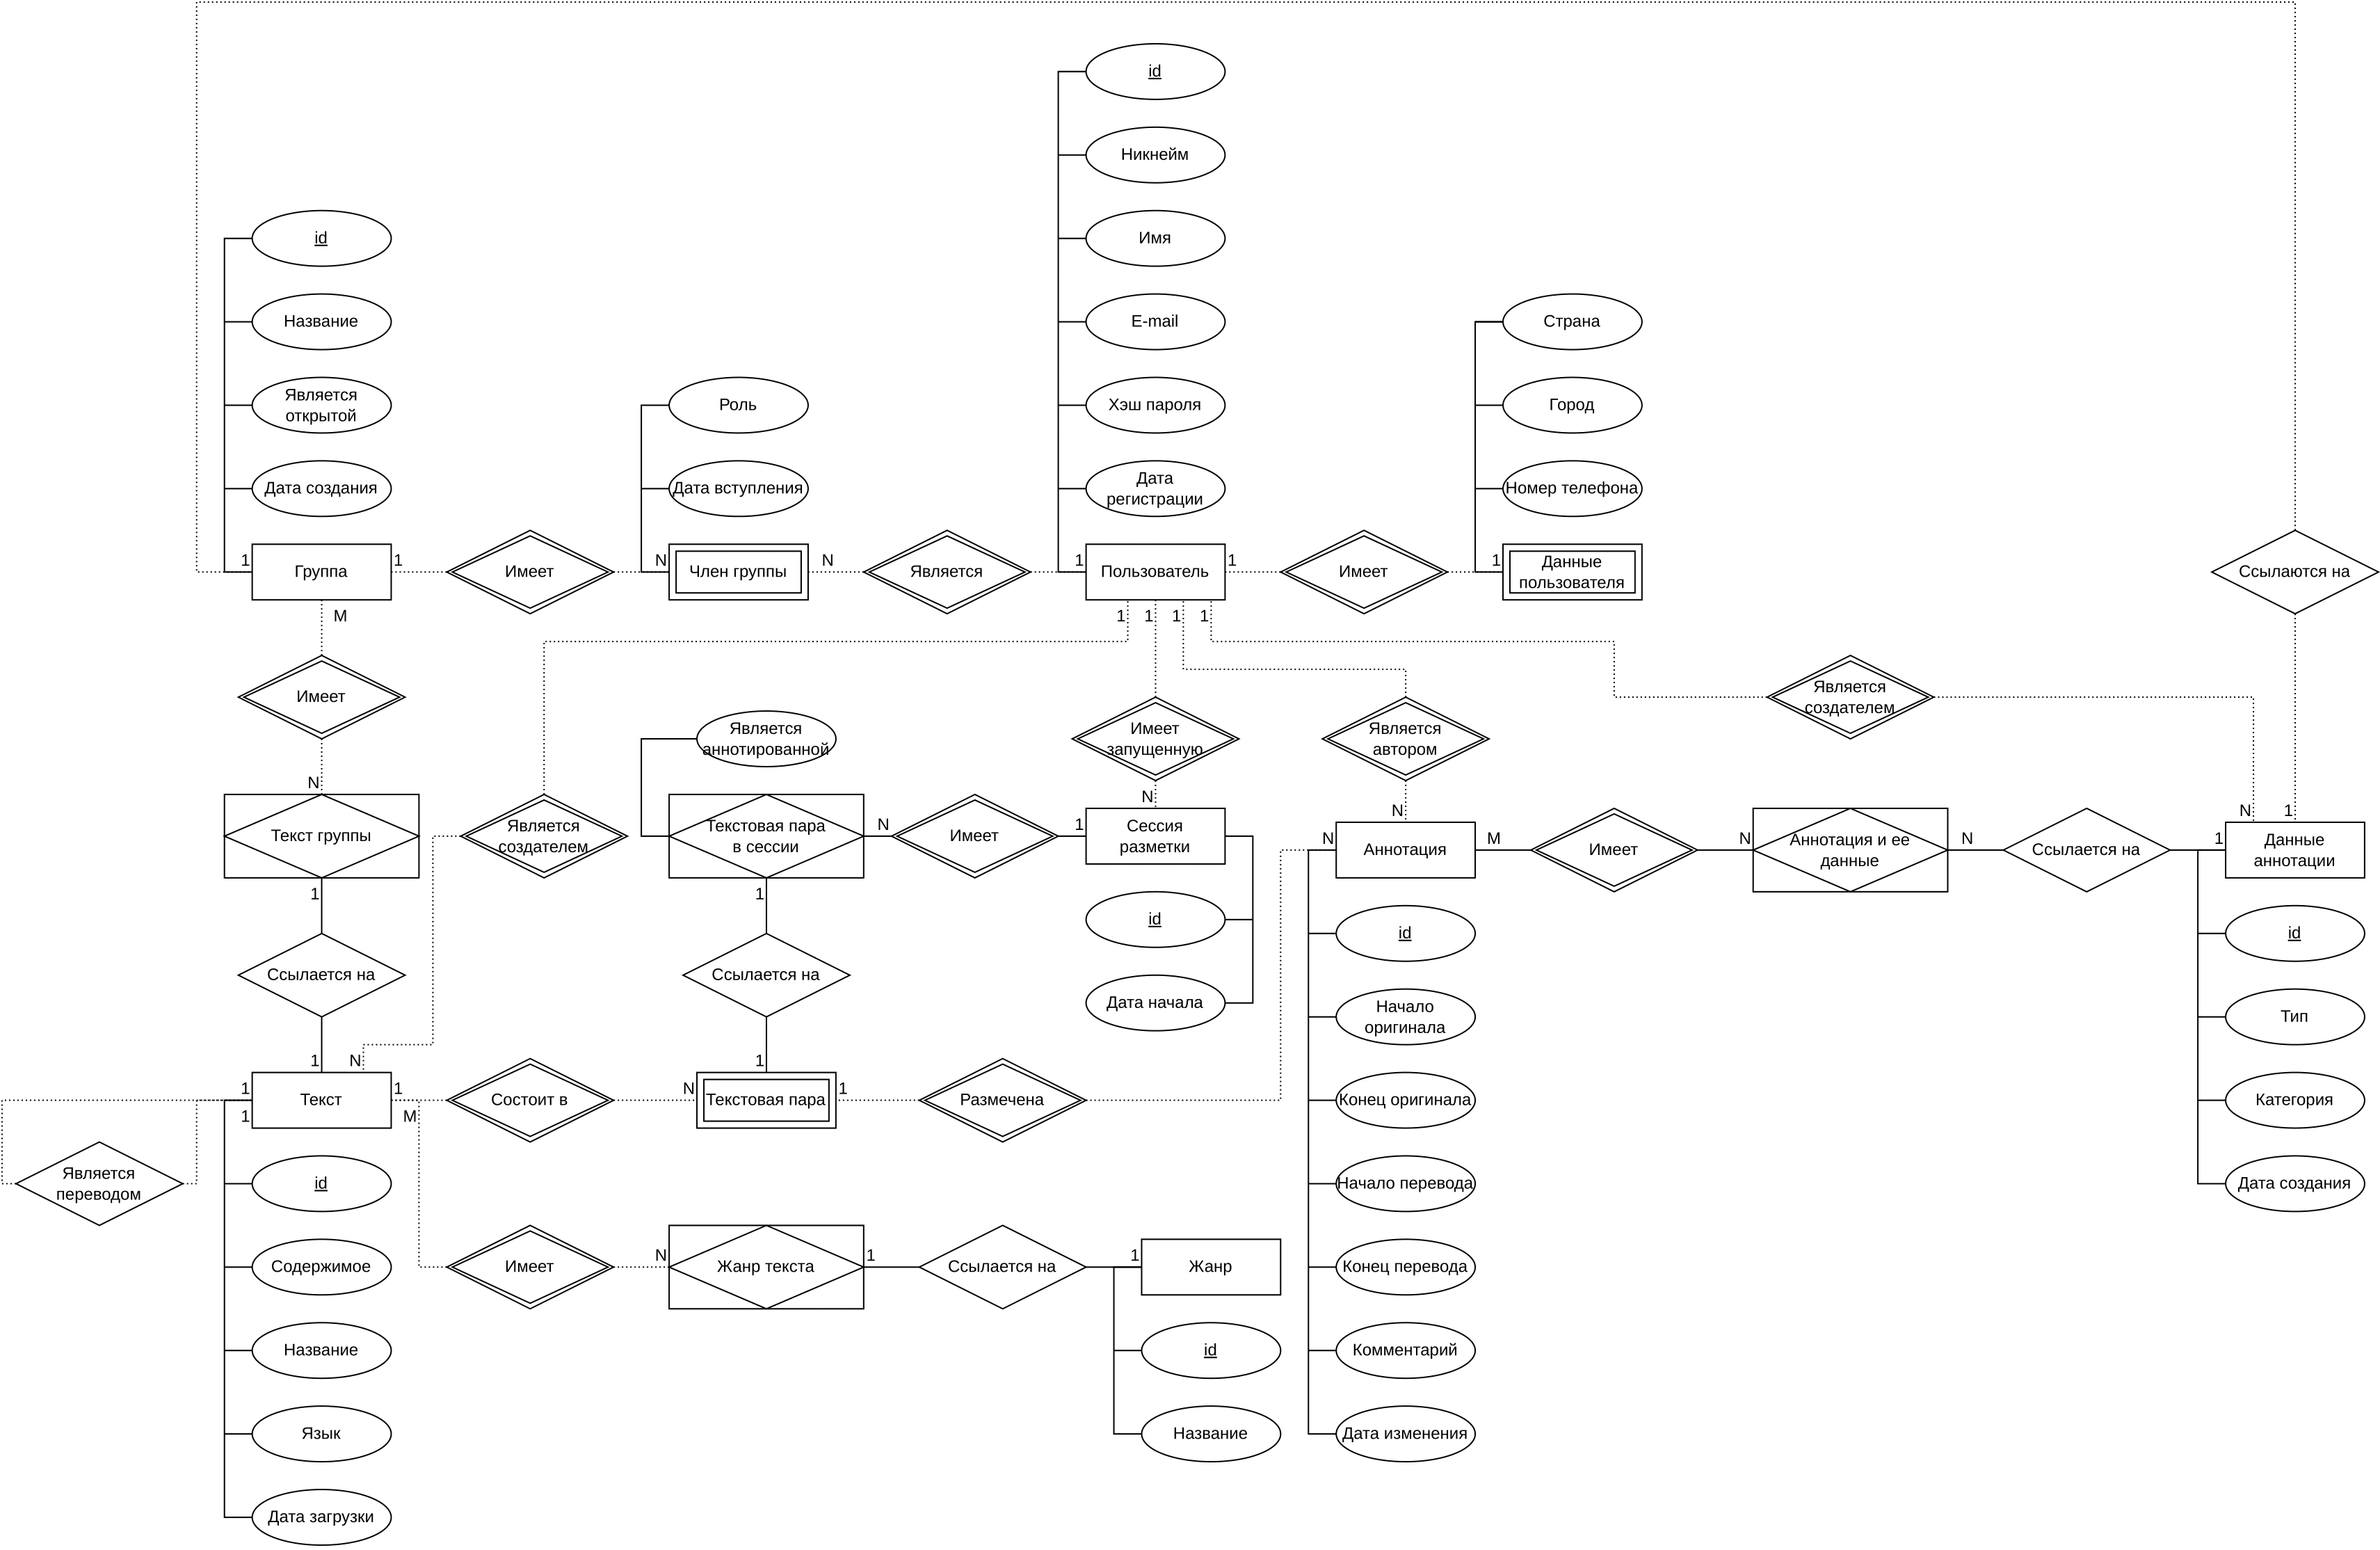 id
Никнейм
id
Имя
Название
E-mail
Страна
Является
открытой
Роль
Хэш пароля
Город
Дата создания
Дата вступления
Дата
регистрации
Номер телефона
1
Группа
1
Имеет
N
Член группы
N
Является
1
Пользователь
1
Имеет
1
Данные
пользователя
Ссылаются на
M
1
1
1
1
Имеет
Является
создателем
Является
аннотированной
Имеет
запущенную
Является
автором
N
N
N
N
1
Текст группы
Является
создателем
Текстовая пара
в сессии
N
Имеет
1
Сессия
разметки
N
Аннотация
M
Имеет
N
Аннотация и ее
данные
N
Ссылается на
1
Данные
аннотации
1
1
id
id
id
Ссылается на
Ссылается на
Дата начала
Начало
оригинала
Тип
1
N
1
1
Текст
1
Состоит в
N
Текстовая пара
1
Размечена
Конец оригинала
Категория
1
M
Является
переводом
id
Начало перевода
Дата создания
Содержимое
Имеет
N
Жанр текста
1
Ссылается на
1
Жанр
Конец перевода
Название
id
Комментарий
Язык
Название
Дата изменения
Дата загрузки